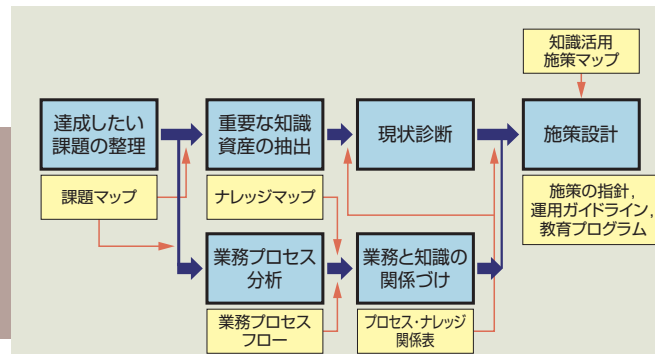 知識活用
施策マップ
達成したい
課題の整理
重要な知識
資産の抽出
現状診断
施策設計
課題マップ
ナレッジマップ
施策の指針,
運用ガイドライン,
教育プログラム
業務プロセス
分析
業務と知識の
関係づけ
業務プロセス
フロー
プロセス・ナレッジ
関係表